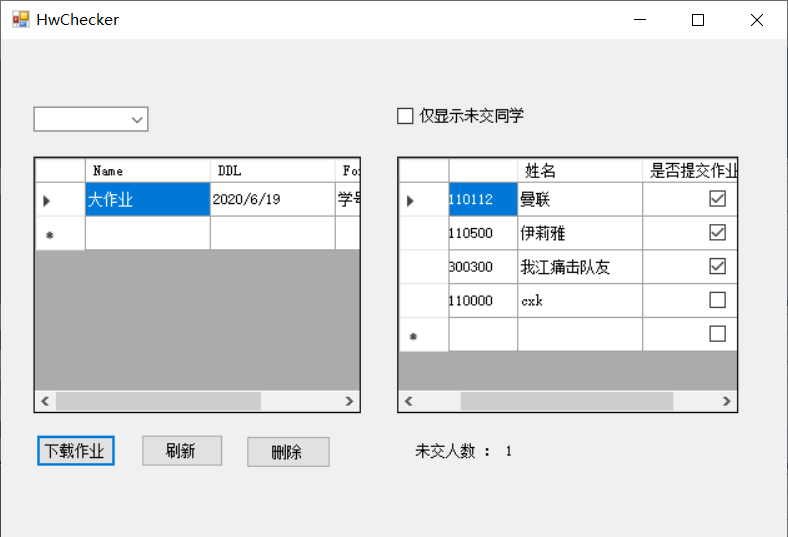 HwChecker
仅显示未交同学
Name DDL
大作业 2020/6/19 学号
姓名 是否提交作业
110112 曼联
110500 伊莉雅
300300 我江痛击队友
110000 cxk
下载作业 刷新 删除
未交人数 : 1